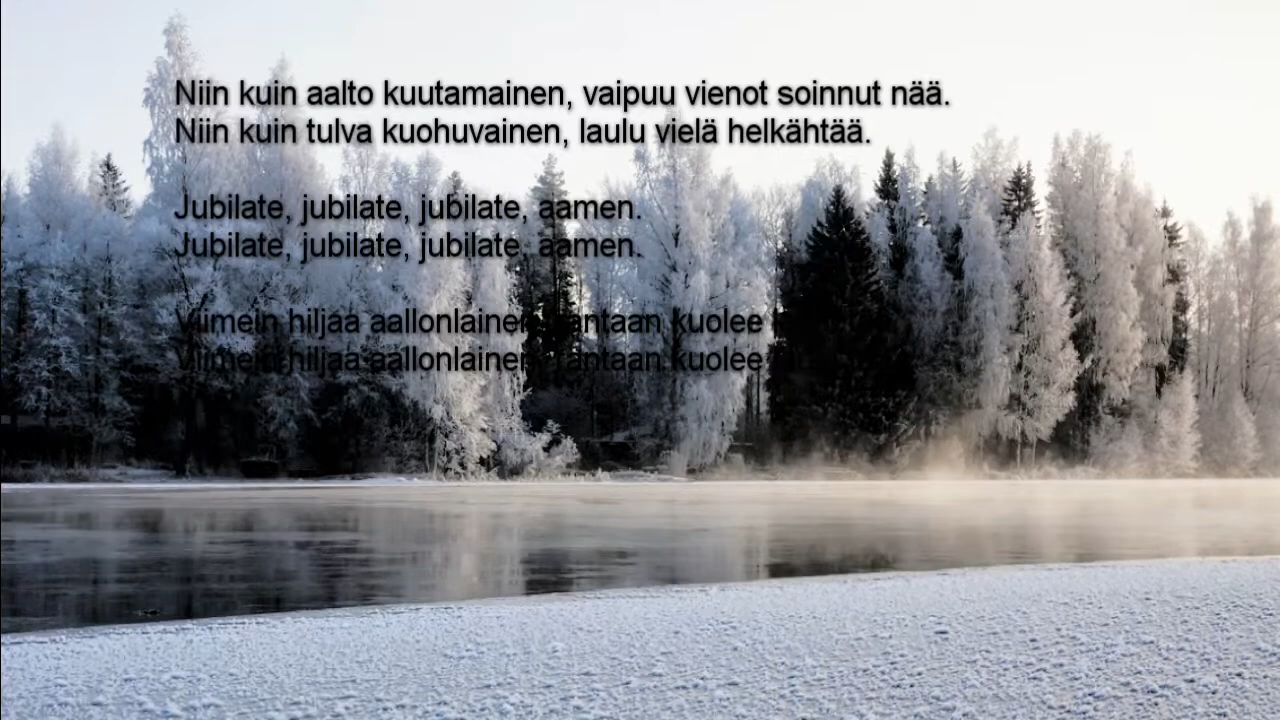 Niin kuin aalto kuutamainen, vaipuu vienot soinnut nää.
Niin kuin tulva kuohuvainen, laulu vielä helkähtää.
Jubilate, jubilate, jubilate, aamen.
Jubilate, jubilate, jubilate, aamen.
Viimein hiljaa aallonlainen, rantaan kuolee
Viimein hiljaa aallonlainen, rantaan kuolee